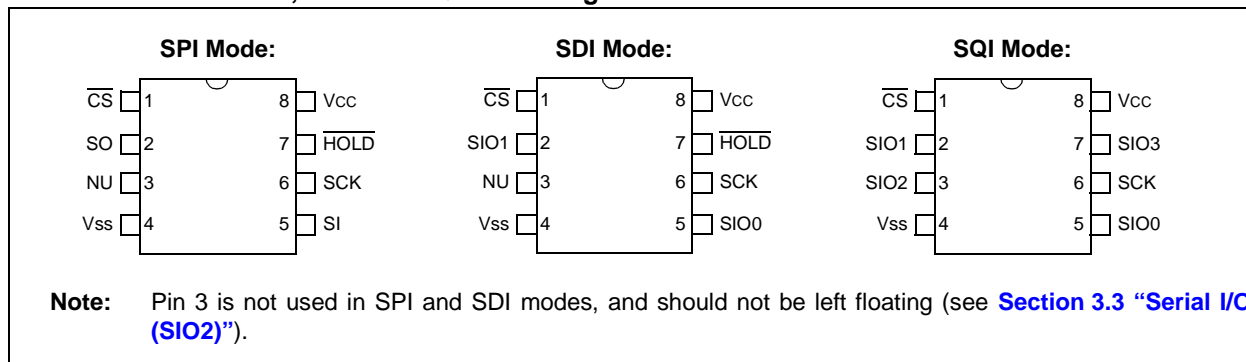 SPI Mode:
SDI Mode:
SQI Mode:
CS 1 8 VCC
SO 2 7 HOLD
NU 3 6 SCK
Vss 4 5 SI
CS 1 8 VCC
SIO1 2 7 HOLD
NU 3 6 SCK
Vss 4 5 SIO0
CS 1 8 VCC
SIO1 2 7 SIO3
SIO2 3 6 SCK
Vss 4 5 SIO0
Note: Pin 3 is not used in SPI and SDI modes, and should not be left floating (see Section 3.3 “Serial I/O
(SIO2)”).